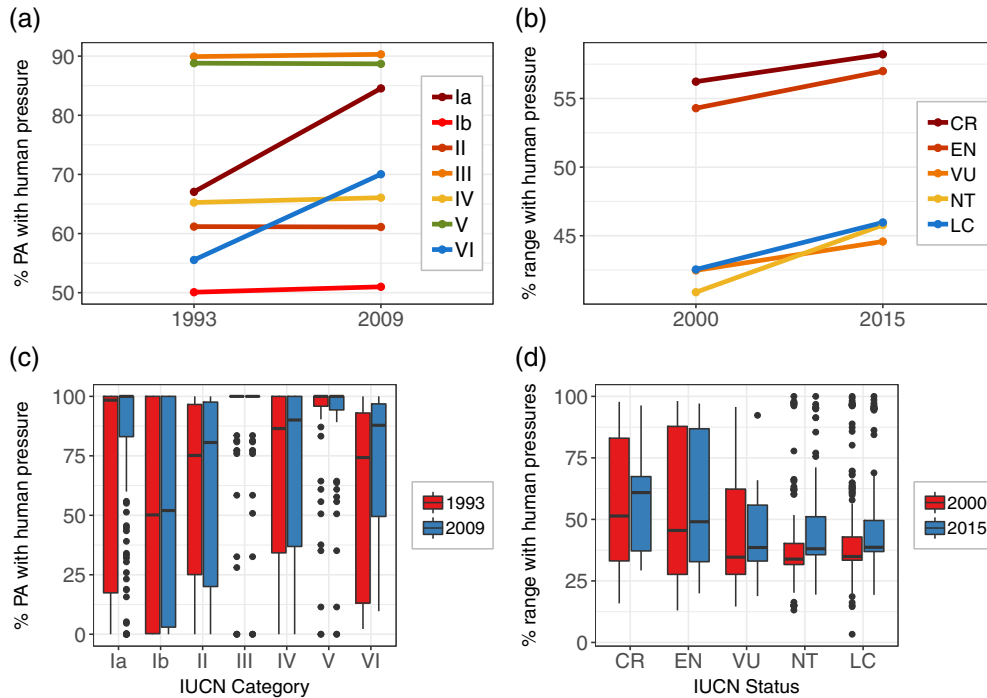 (a)
% PA with human pressure
90
80
70
60
50
1993
2009
Ia
Ib
II
III
IV
V
VI
(b)
% range with human pressure
55
50
45
2000
2015
CR
EN
VU
NT
LC
(c)
% PA with human pressure
100
75
50
25
0
Ia
Ib
II
III
IV
V
VI
IUCN Category
1993
2009
(d)
% range with human pressures
100
75
50
25
0
CR
EN
VU
NT
LC
IUCN Status
2000
2015